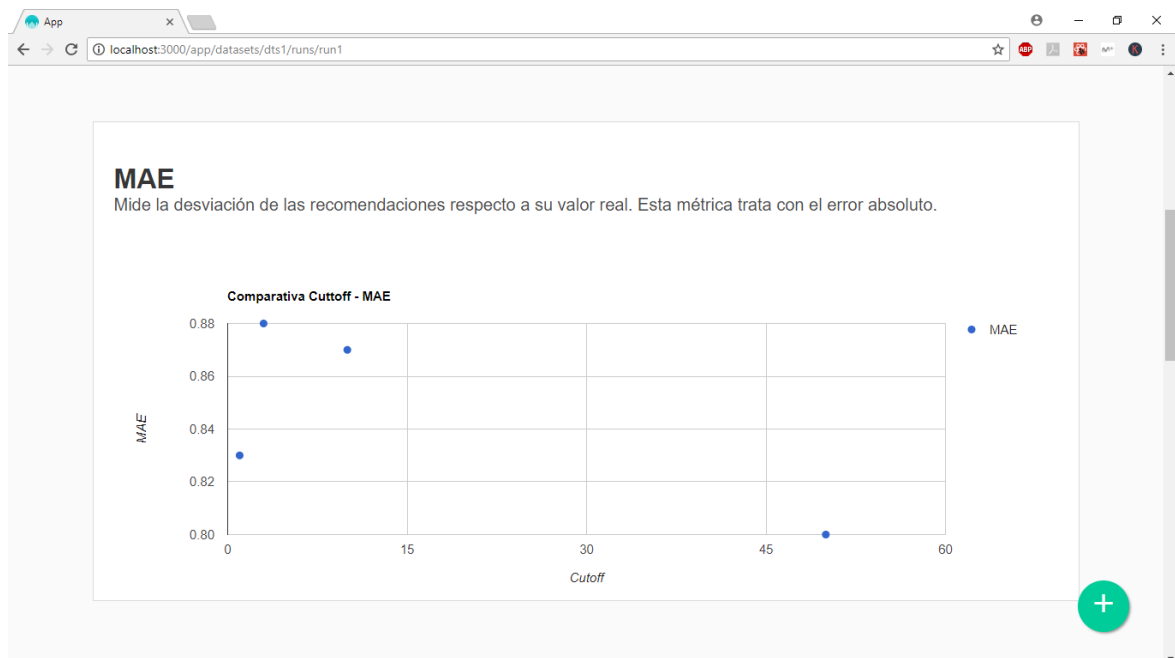 App
localhost:3000/app/datasets/dts1/runs/run1
ABP
M+
K
MAE
Mide la desviación de las recomendaciones respecto a su valor real. Esta métrica trata con el error absoluto.
Comparativa Cuttoff - MAE
0.88
MAE
0.86
0.84
MAE
0.82
0.80
0
15
30
45
60
Cutoff
+